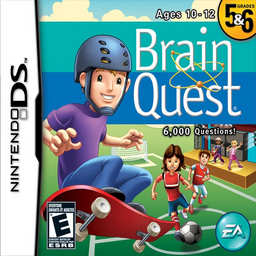 NINTENDO DS
Ages 10-12
GRADES
5&6
Brain
Quest
6,000 Questions!
EVERYONE
E
ESRB
EA